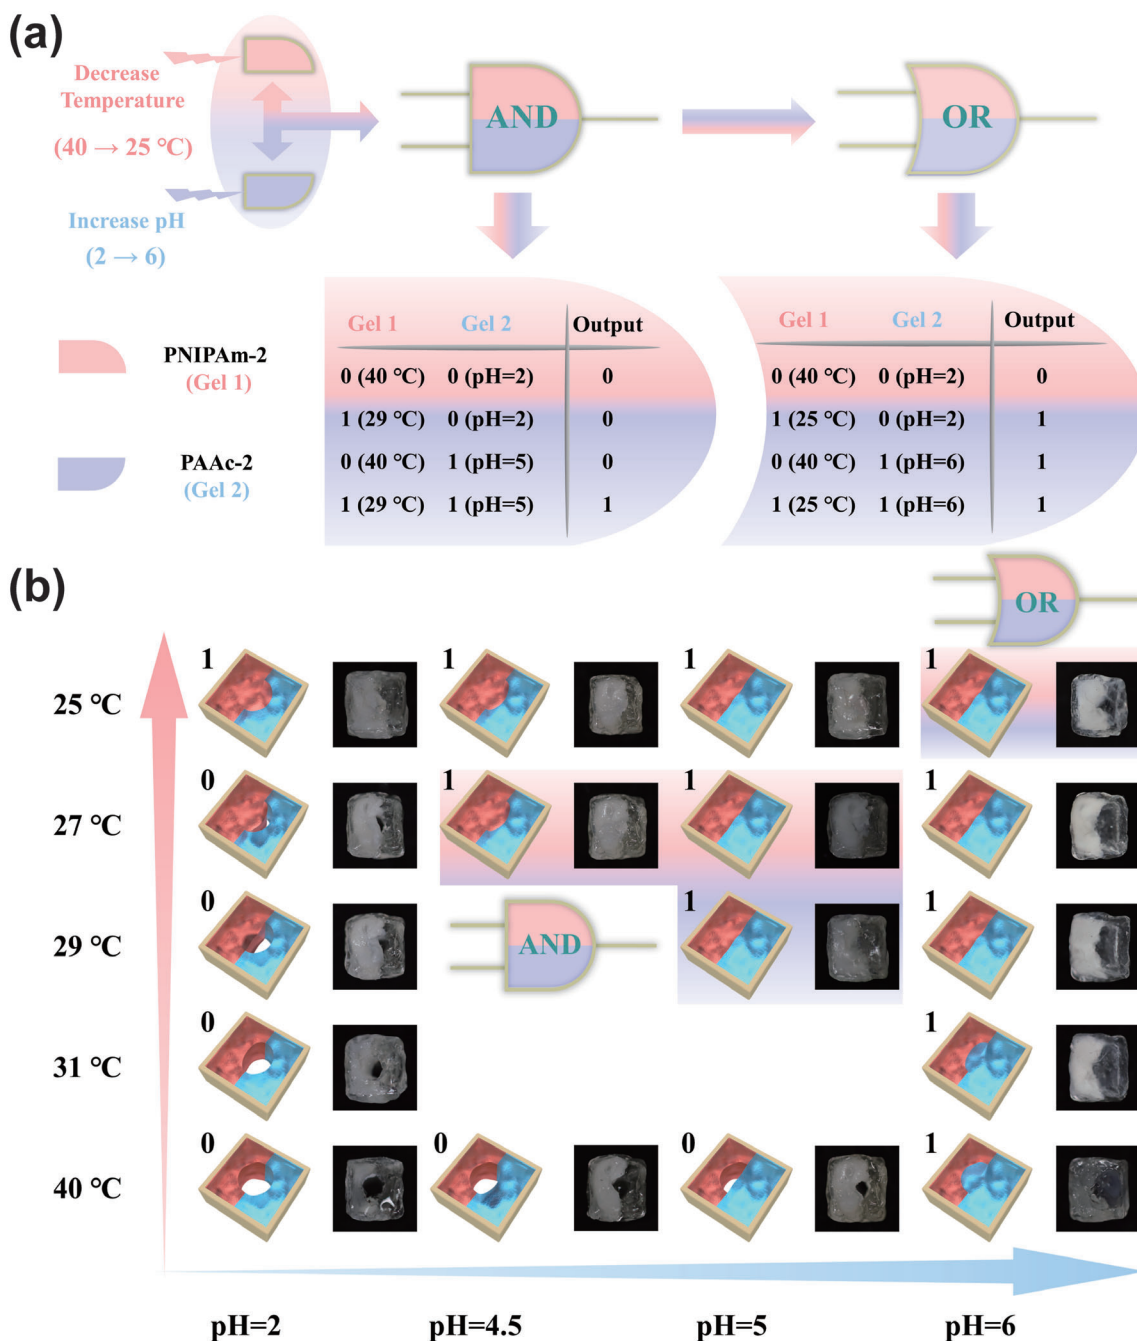 (a)
Decrease
Temperature
(40 → 25 ℃)
Increase pH
(2 → 6)
AND
OR
PNIPAm-2
(Gel 1)
PAAc-2
(Gel 2)
Gel 1 Gel 2 Output
0 (40 ℃) 0 (pH=2) 0
1 (29 ℃) 0 (pH=2) 0
0 (40 ℃) 1 (pH=5) 0
1 (29 ℃) 1 (pH=5) 1
Gel 1 Gel 2 Output
0 (40 ℃) 0 (pH=2) 0
1 (25 ℃) 0 (pH=2) 1
0 (40 ℃) 1 (pH=6) 1
1 (25 ℃) 1 (pH=6) 1
(b)
OR
25 ℃ 1 1 1 1
27 ℃ 0 1 1 1
29 ℃ 0 AND 1 1
31 ℃ 0 1
40 ℃ 0 0 0 1
pH=2 pH=4.5 pH=5 pH=6